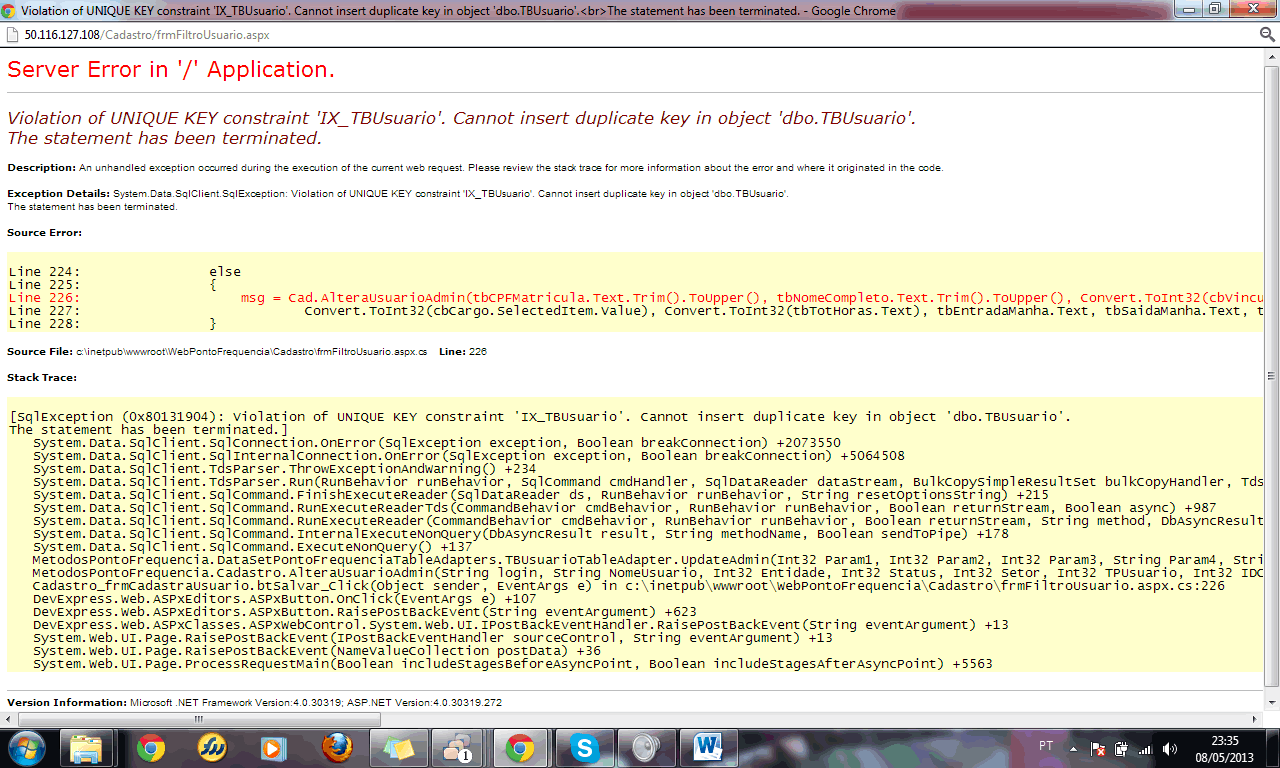 Violation of UNIQUE KEY constraint 'IX_TBUsuario'. Cannot insert duplicate key in object 'dbo.TBUsuario'.<br>The statement has been terminated. - Google Chrome
50.116.127.108/Cadastro/frmFiltroUsuario.aspx
Server Error in '/' Application.
Violation of UNIQUE KEY constraint 'IX_TBUsuario'. Cannot insert duplicate key in object 'dbo.TBUsuario'.
The statement has been terminated.
Description: An unhandled exception occurred during the execution of the current web request. Please review the stack trace for more information about the error and where it originated in the code.
Exception Details: System.Data.SqlClient.SqlException: Violation of UNIQUE KEY constraint 'IX_TBUsuario'. Cannot insert duplicate key in object 'dbo.TBUsuario'.
The statement has been terminated.
Source Error:
Line 224: else
Line 225: {
Line 226: msg = Cad.AlteraUsuarioAdmin(tbCPFMatricula.Text.Trim().ToUpper(), tbNomeCompleto.Text.Trim().ToUpper(), Convert.ToInt32(cbVincu
Line 227: Convert.ToInt32(cbCargo.SelectedItem.Value), Convert.ToInt32(tbTotHoras.Text), tbEntradaManha.Text, tbSaidaManha.Text, t
Line 228: }
Source File: c:\inetpub\wwwroot\WebPontoFrequencia\Cadastro\frmFiltroUsuario.aspx.cs Line: 226
Stack Trace:
[SqlException (0x80131904): Violation of UNIQUE KEY constraint 'IX_TBUsuario'. Cannot insert duplicate key in object 'dbo.TBUsuario'.
The statement has been terminated.]
System.Data.SqlClient.SqlConnection.OnError(SqlException exception, Boolean breakConnection) +2073550
System.Data.SqlClient.SqlInternalConnection.OnError(SqlException exception, Boolean breakConnection) +5064508
System.Data.SqlClient.TdsParser.ThrowExceptionAndWarning() +234
System.Data.SqlClient.TdsParser.Run(RunBehavior runBehavior, SqlCommand cmdHandler, SqlDataReader dataStream, BulkCopySimpleResultSet bulkCopyHandler, Tds
System.Data.SqlClient.SqlCommand.FinishExecuteReader(SqlDataReader ds, RunBehavior runBehavior, String resetOptionsString) +215
System.Data.SqlClient.SqlCommand.RunExecuteReaderTds(CommandBehavior cmdBehavior, RunBehavior runBehavior, Boolean returnStream, Boolean async) +987
System.Data.SqlClient.SqlCommand.RunExecuteReader(CommandBehavior cmdBehavior, RunBehavior runBehavior, Boolean returnStream, String method, DbAsyncResult
System.Data.SqlClient.SqlCommand.InternalExecuteNonQuery(DbAsyncResult result, String methodName, Boolean sendToPipe) +178
System.Data.SqlClient.SqlCommand.ExecuteNonQuery() +137
MetodosPontoFrequencia.DataSetPontoFrequenciaTableAdapters.TBUsuarioTableAdapter.UpdateAdmin(Int32 Param1, Int32 Param2, Int32 Param3, String Param4, Stri
MetodosPontoFrequencia.Cadastro.AlteraUsuarioAdmin(String login, String NomeUsuario, Int32 Entidade, Int32 Status, Int32 Setor, Int32 TPUsuario, Int32 IDC
Cadastro_frmCadastraUsuario.btSalvar_Click(Object sender, EventArgs e) in c:\inetpub\wwwroot\WebPontoFrequencia\Cadastro\frmFiltroUsuario.aspx.cs:226
DevExpress.Web.ASPxEditors.ASPxButton.OnClick(EventArgs e) +107
DevExpress.Web.ASPxEditors.ASPxButton.RaisePostBackEvent(String eventArgument) +623
DevExpress.Web.ASPxClasses.ASPxWebControl.System.Web.UI.IPostBackEventHandler.RaisePostBackEvent(String eventArgument) +13
System.Web.UI.Page.RaisePostBackEvent(IPostBackEventHandler sourceControl, String eventArgument) +13
System.Web.UI.Page.RaisePostBackEvent(NameValueCollection postData) +36
System.Web.UI.Page.ProcessRequestMain(Boolean includeStagesBeforeAsyncPoint, Boolean includeStagesAfterAsyncPoint) +5563
Version Information: Microsoft .NET Framework Version:4.0.30319; ASP.NET Version:4.0.30319.272
1
PT
23:35
08/05/2013